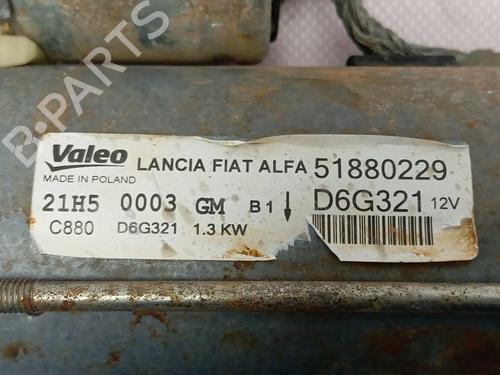 B-PARTS
Valeo LANCIA FIAT ALFA 51880229
MADE IN POLAND
21H5 0003 GM B1 ↓ D6G321 12V
C880 D6G321 1.3 KW